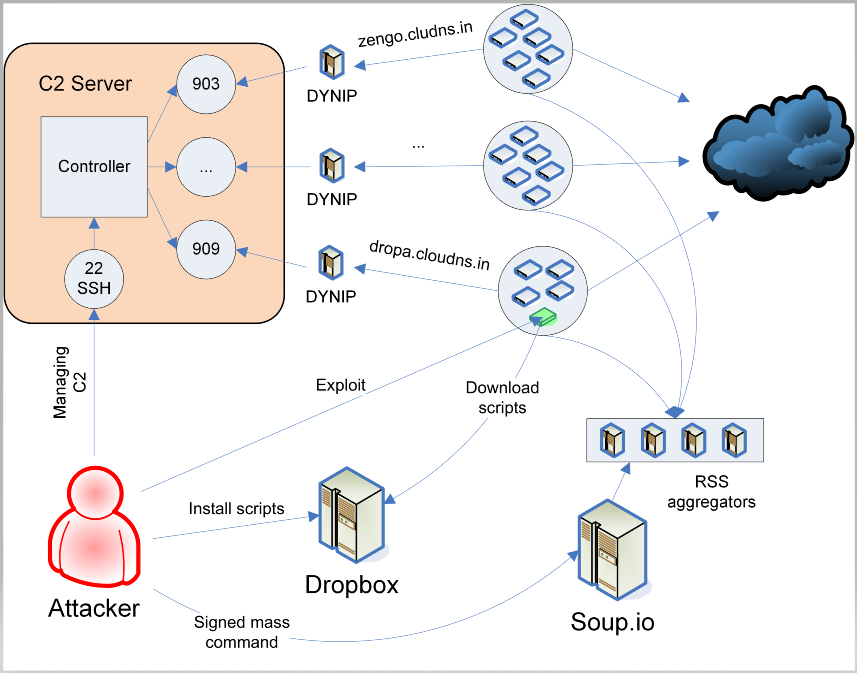 zengo.cludns.in
C2 Server
903
DYNIP
Controller
...
...
DYNIP
dropa.cloudns.in
909
22
SSH
DYNIP
Managing
C2
Exploit
Download
scripts
RSS
aggregators
Install scripts
Dropbox
Attacker
Soup.io
Signed mass
command